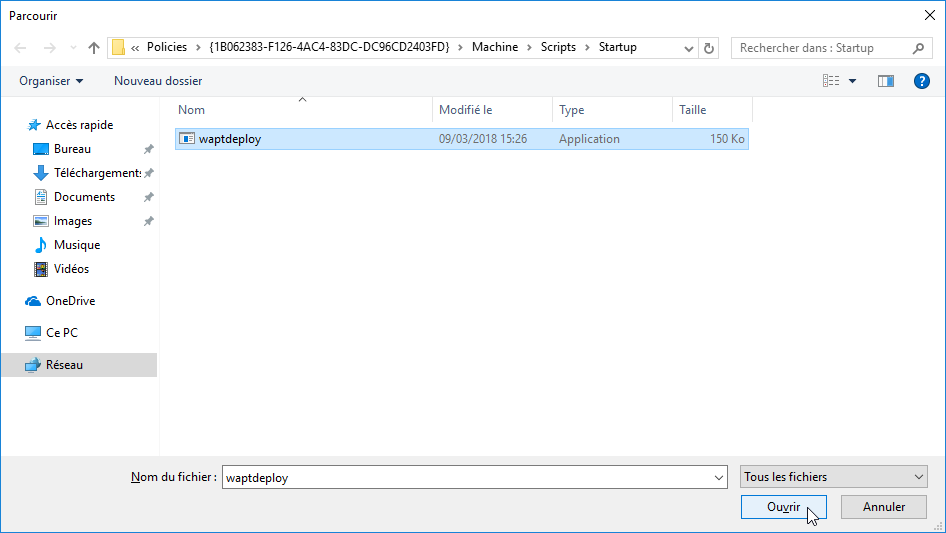 Parcourir
« Policies > {1B062383-F126-4AC4-83DC-DC96CD2403FD} > Machine > Scripts > Startup
Rechercher dans : Startup
Organiser Nouveau dossier
Nom Modifié le Type Taille
waptdeploy 09/03/2018 15:26 Application 150 Ko
Accès rapide
Bureau
Téléchargements
Documents
Images
Musique
Vidéos
OneDrive
Ce PC
Réseau
Nom du fichier : waptdeploy Tous les fichiers
Ouvrir Annuler